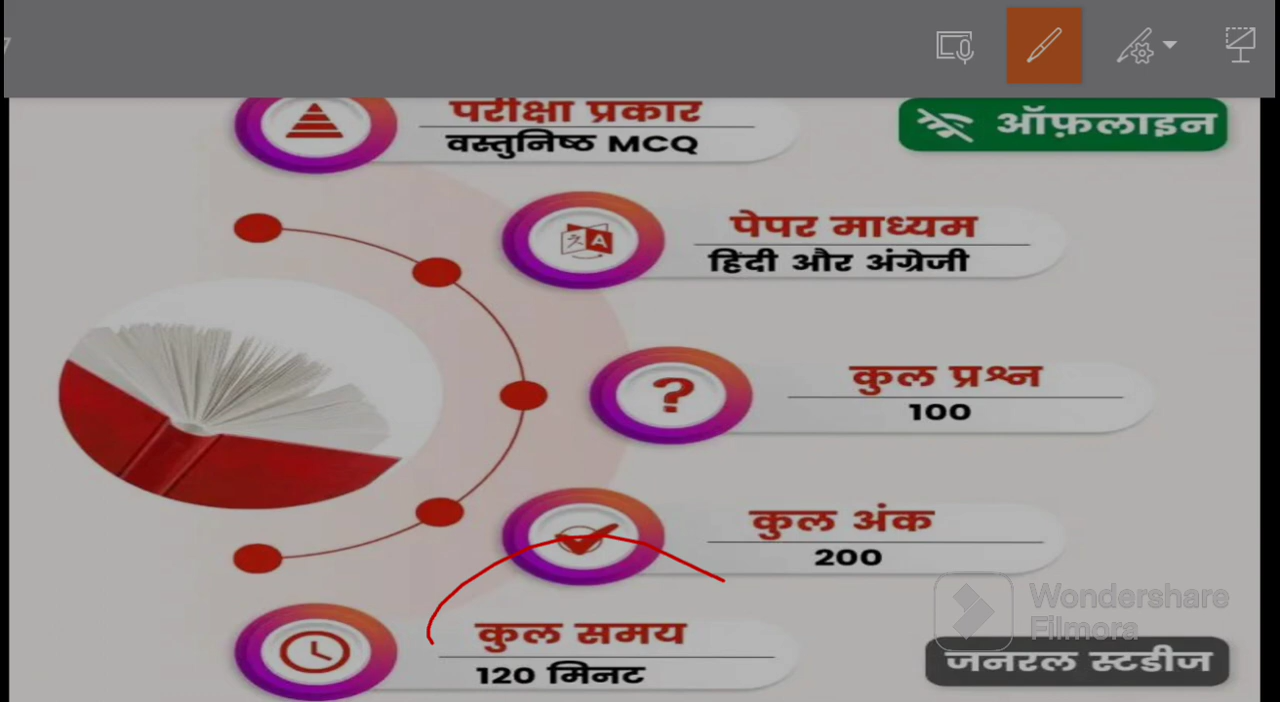 परीक्षा प्रकार
वस्तुनिष्ठ MCQ
ऑफ़लाइन
पेपर माध्यम
हिंदी और अंग्रेजी
कुल प्रश्न
100
कुल अंक
200
कुल समय
120 मिनट
Wondershare
Filmora
जनरल स्टडीज